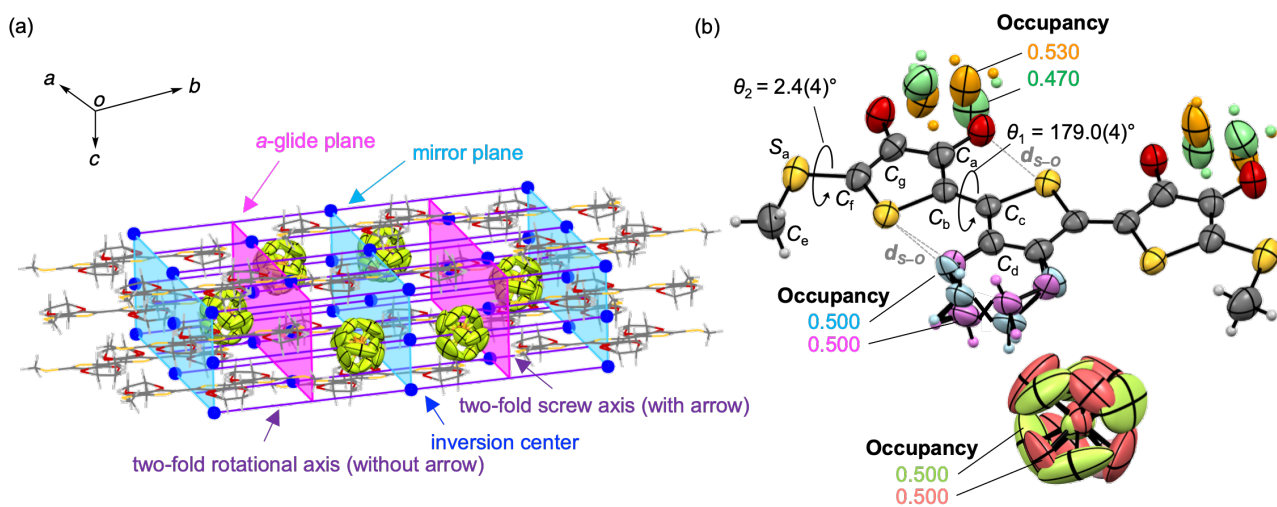 (a)
a
o
b
c
a-glide plane
mirror plane
two-fold screw axis (with arrow)
inversion center
two-fold rotational axis (without arrow)
(b)
Occupancy
0.530
0.470
θ2 = 2.4(4)°
θ1 = 179.0(4)°
Sa
Ca
dS–O
Cg
Cf
Cb
Cc
Ce
dS–O
Cd
Occupancy
0.500
0.500
Occupancy
0.500
0.500